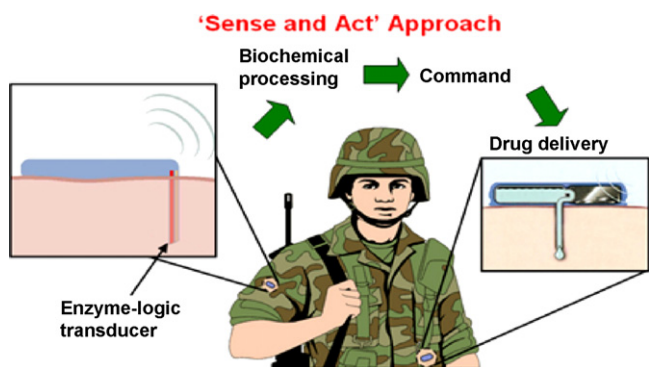 'Sense and Act' Approach
Biochemical
processing
Command
Drug delivery
Enzyme-logic
transducer